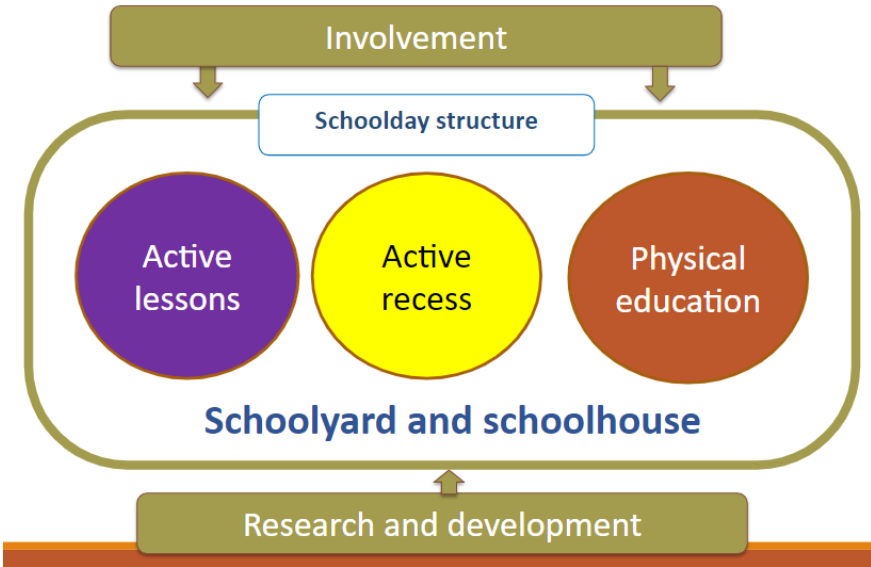 Involvement
Schoolday structure
Active
lessons
Active
recess
Physical
education
Schoolyard and schoolhouse
Research and development